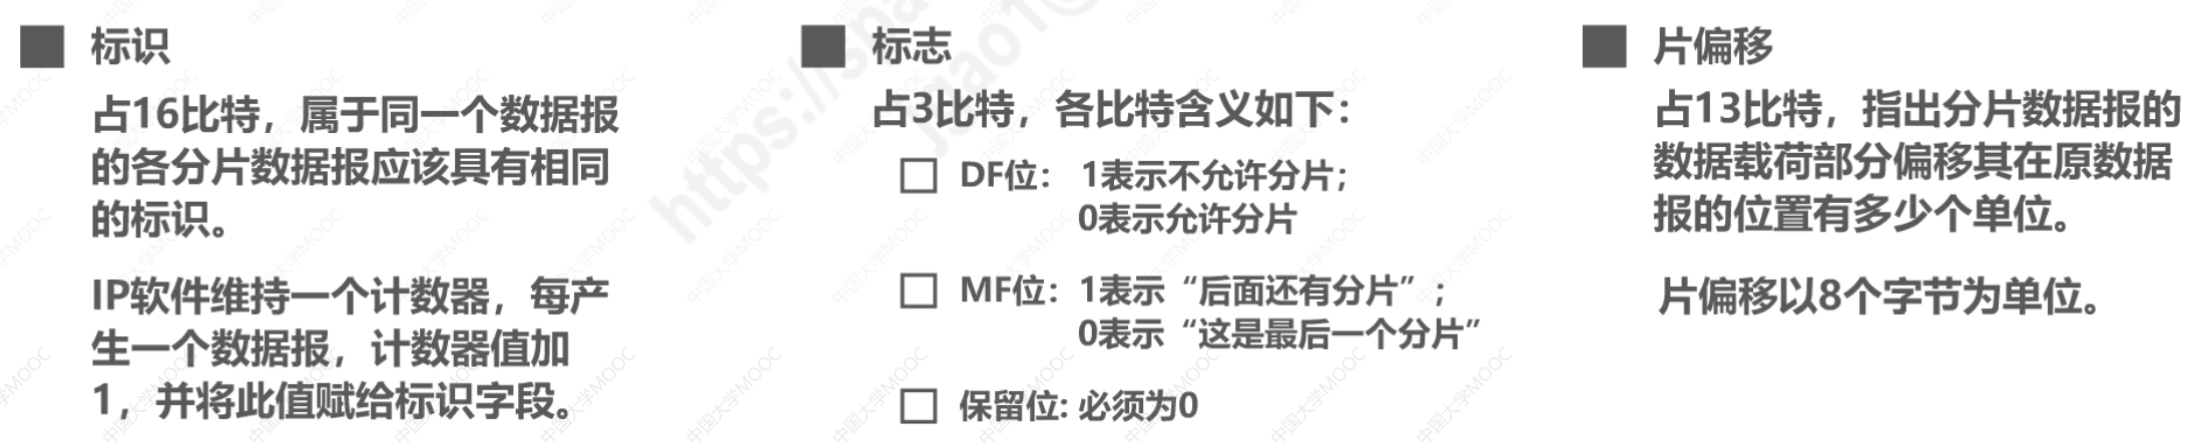 标识
占16比特，属于同一个数据报
的各分片数据报应该具有相同
的标识。
IP软件维持一个计数器，每产
生一个数据报，计数器值加
1，并将此值赋给标识字段。
标志
占3比特，各比特含义如下：
DF位： 1表示不允许分片；
0表示允许分片
MF位：1表示“后面还有分片”；
0表示“这是最后一个分片”
保留位: 必须为0
片偏移
占13比特，指出分片数据报的
数据载荷部分偏移其在原数据
报的位置有多少个单位。
片偏移以8个字节为单位。
中国大学MOOC